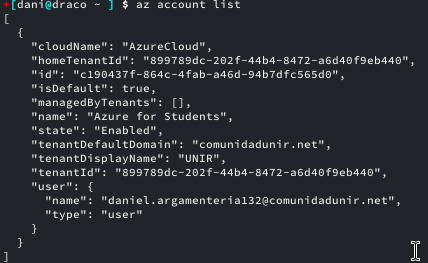 *[dani@draco ~ ] $ az account list
[
  {
    "cloudName": "AzureCloud",
    "homeTenantId": "899789dc-202f-44b4-8472-a6d40f9eb440",
    "id": "c190437f-864c-4fab-a46d-94b7dfc565d0",
    "isDefault": true,
    "managedByTenants": [],
    "name": "Azure for Students",
    "state": "Enabled",
    "tenantDefaultDomain": "comunidadunir.net",
    "tenantDisplayName": "UNIR",
    "tenantId": "899789dc-202f-44b4-8472-a6d40f9eb440",
    "user": {
      "name": "daniel.argamenteria132@comunidadunir.net",
      "type": "user"
    }
  }
]